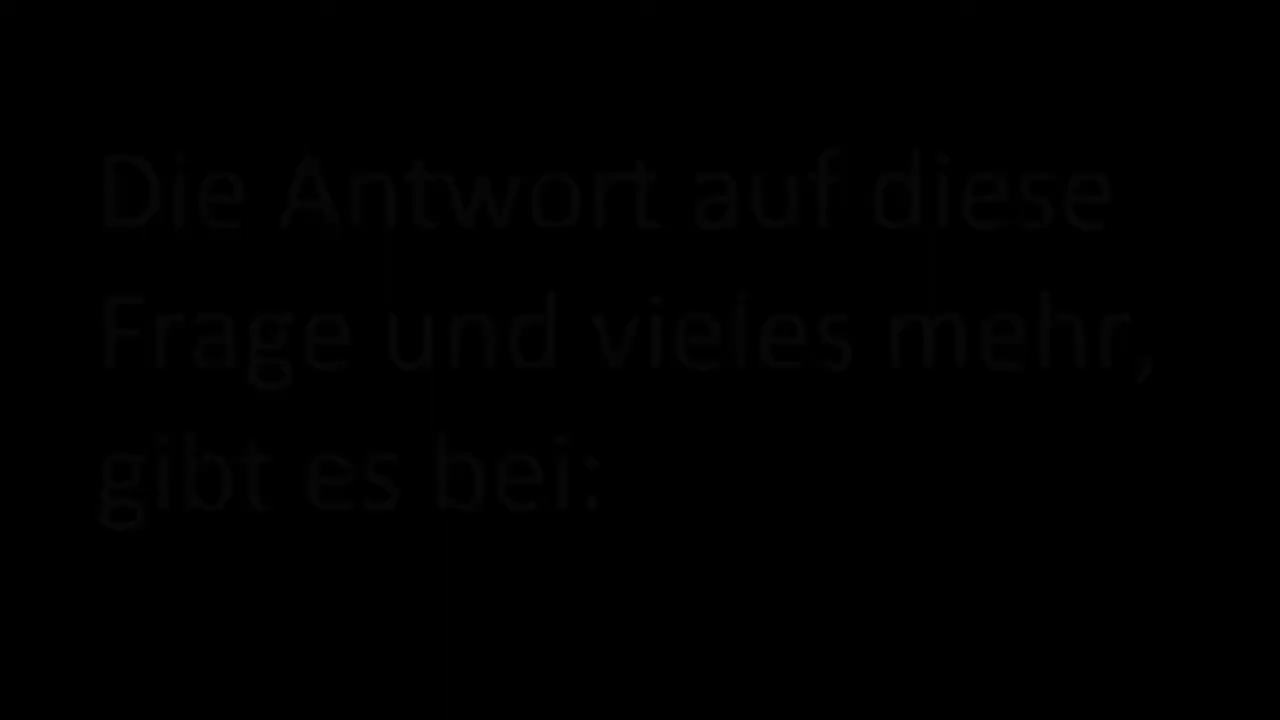 Die Antwort auf diese
Frage und vieles mehr,
gibt es bei: